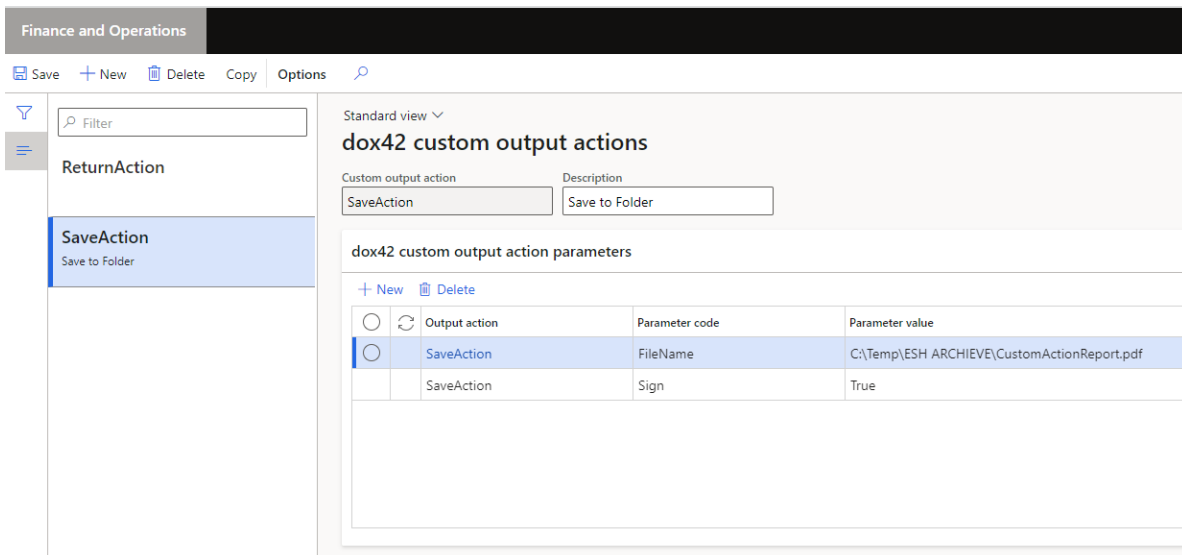 Finance and Operations
Save New Delete Copy Options
Filter
ReturnAction
SaveAction
Save to Folder
Standard view
dox42 custom output actions
Custom output action Description
SaveAction Save to Folder
dox42 custom output action parameters
New Delete
Output action Parameter code Parameter value
SaveAction FileName C:\Temp\ESH ARCHIEVE\CustomActionReport.pdf
SaveAction Sign True